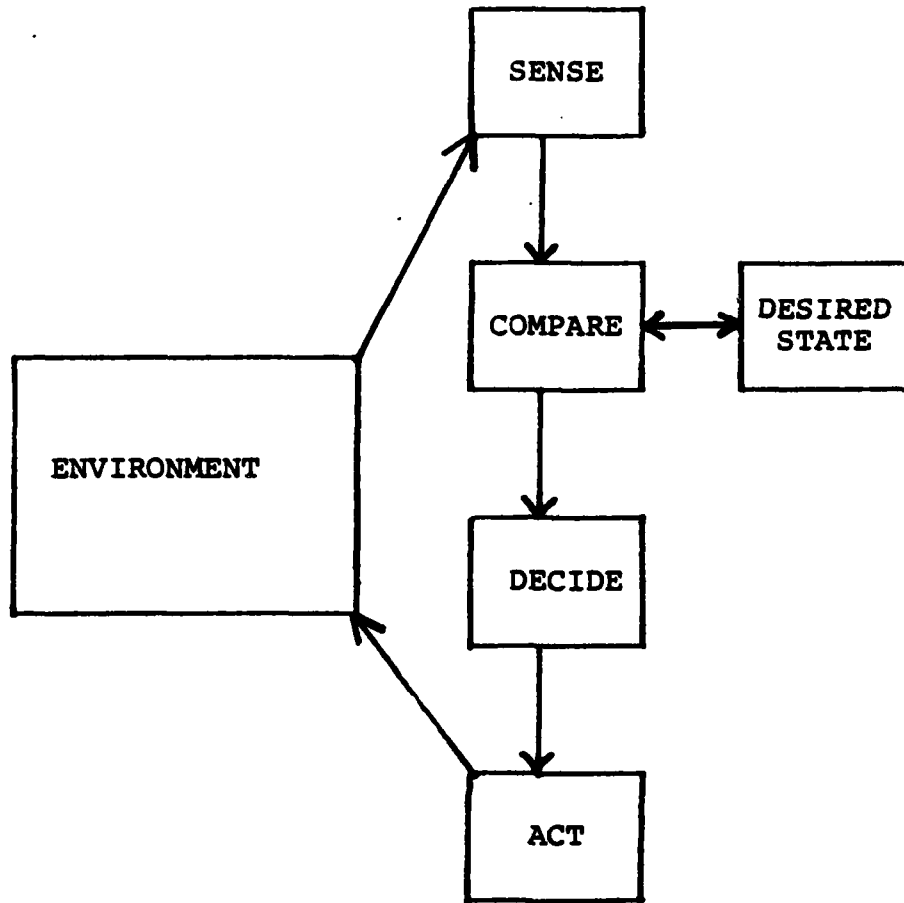 SENSE
COMPARE
DESIRED
STATE
ENVIRONMENT
DECIDE
ACT